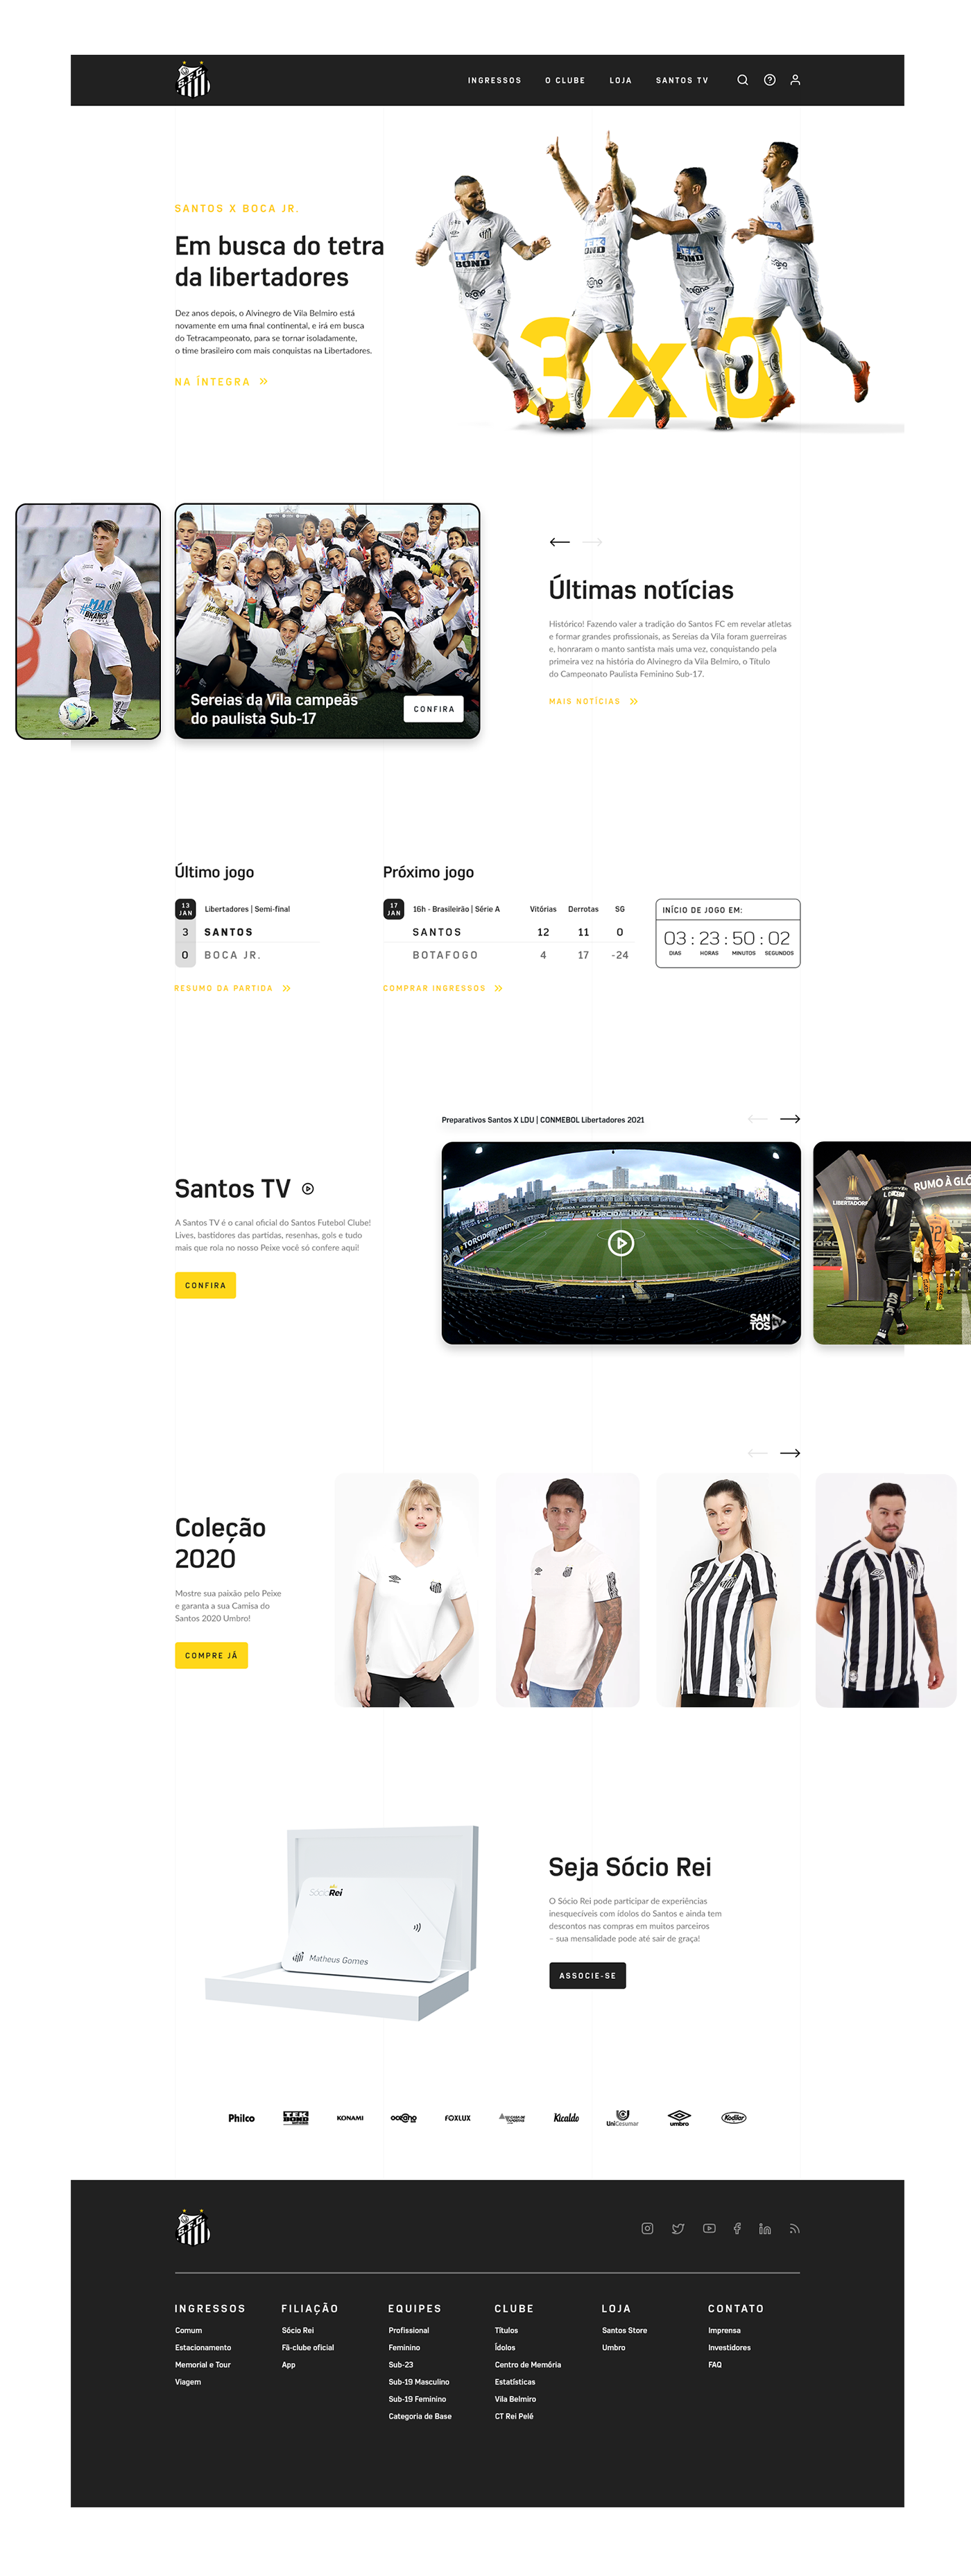 INGRESSOS
O CLUBE
LOJA
SANTOS TV
SANTOS X BOCA JR.
Em busca do tetra
da libertadores
Dez anos depois, o Alvinegro de Vila Belmiro está
novamente em uma final continental, e irá em busca
do Tetracampeonato, para se tornar isoladamente,
o time brasileiro com mais conquistas na Libertadores.
NA ÍNTEGRA
TEK BOND
3x0
Sereias da Vila campeãs
do paulista Sub-17
CONFIRA
Últimas notícias
Histórico! Fazendo valer a tradição do Santos FC em revelar atletas
e formar grandes profissionais, as Sereias da Vila foram guerreiras
e, honraram o manto santista mais uma vez, conquistando pela
primeira vez na história do Alvinegro da Vila Belmiro, o Título
do Campeonato Paulista Feminino Sub-17.
MAIS NOTÍCIAS
Último jogo
13 JAN
Libertadores | Semi-final
3 SANTOS
0 BOCA JR.
RESUMO DA PARTIDA
Próximo jogo
17 JAN
16h - Brasileirão | Série A Vitórias Derrotas SG
SANTOS 12 11 0
BOTAFOGO 4 17 -24
COMPRAR INGRESSOS
INÍCIO DE JOGO EM:
03 : 23 : 50 : 02
DIAS HORAS MINUTOS SEGUNDOS
Preparativos Santos X LDU | CONMEBOL Libertadores 2021
Santos TV
A Santos TV é o canal oficial do Santos Futebol Clube!
Lives, bastidores das partidas, resenhas, gols e tudo
mais que rola no nosso Peixe você só confere aqui!
CONFIRA
TORCIDA JOVEM
SAN
TOS
RUMO À GLÓ
LIBERTADORES
4
Coleção
2020
Mostre sua paixão pelo Peixe
e garanta a sua Camisa do
Santos 2020 Umbro!
COMPRE JÁ
SócioRei
Matheus Gomes
Seja Sócio Rei
O Sócio Rei pode participar de experiências
inesquecíveis com ídolos do Santos e ainda tem
descontos nas compras em muitos parceiros
– sua mensalidade pode até sair de graça!
ASSOCIE-SE
Philco
TEK BOND
KONAMI
oceano
FOXLUX
Kicaldo
UniCesumar
umbro
Kodilar
INGRESSOS
Comum
Estacionamento
Memorial e Tour
Viagem
FILIAÇÃO
Sócio Rei
Fã-clube oficial
App
EQUIPES
Profissional
Feminino
Sub-23
Sub-19 Masculino
Sub-19 Feminino
Categoria de Base
CLUBE
Títulos
Ídolos
Centro de Memória
Estatísticas
Vila Belmiro
CT Rei Pelé
LOJA
Santos Store
Umbro
CONTATO
Imprensa
Investidores
FAQ